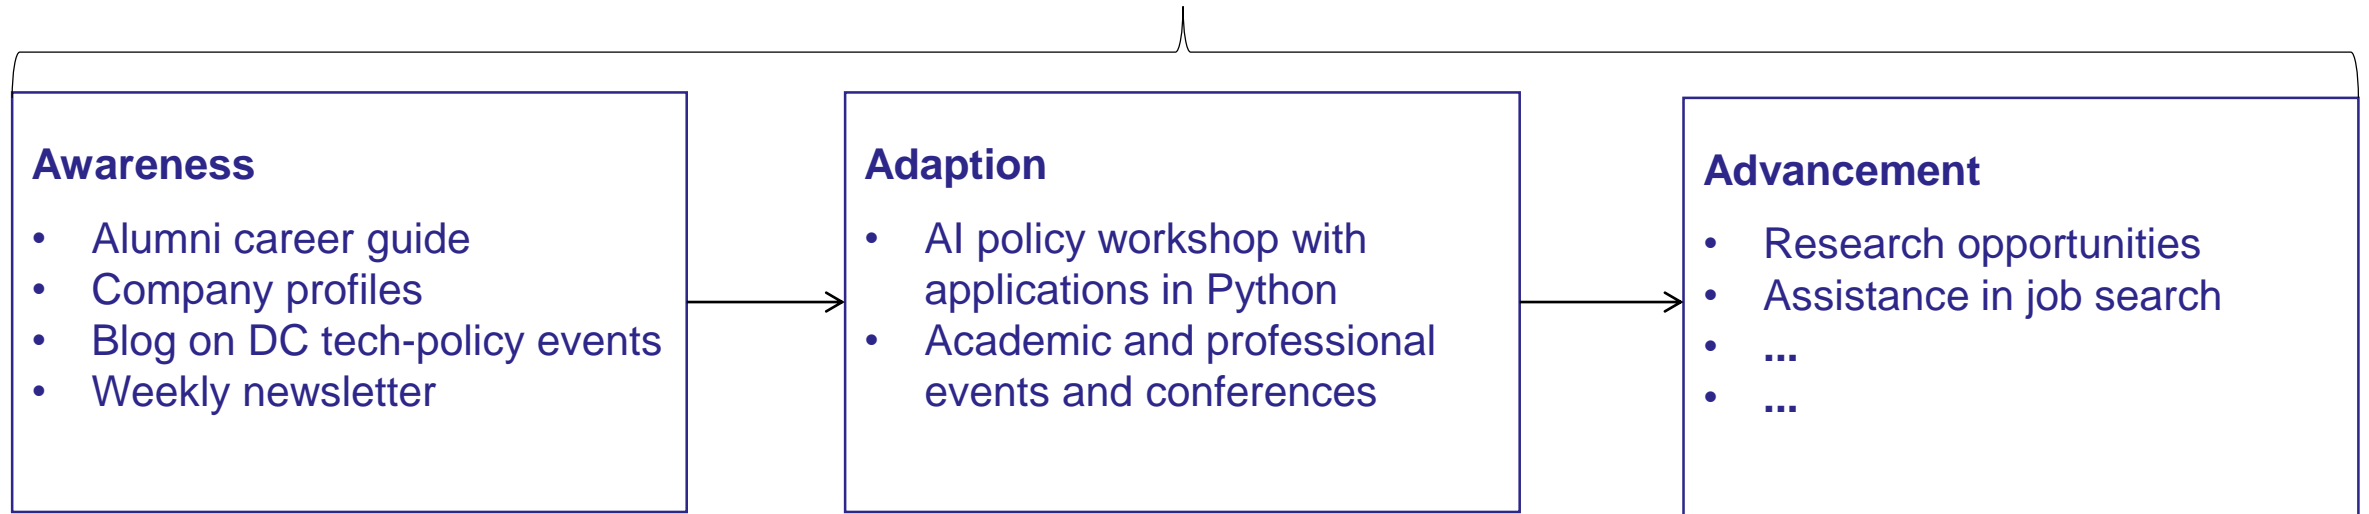 Awareness
• Alumni career guide
• Company profiles
• Blog on DC tech-policy events
• Weekly newsletter
Adaption
• AI policy workshop with
applications in Python
• Academic and professional
events and conferences
Advancement
• Research opportunities
• Assistance in job search
• ...
• ...